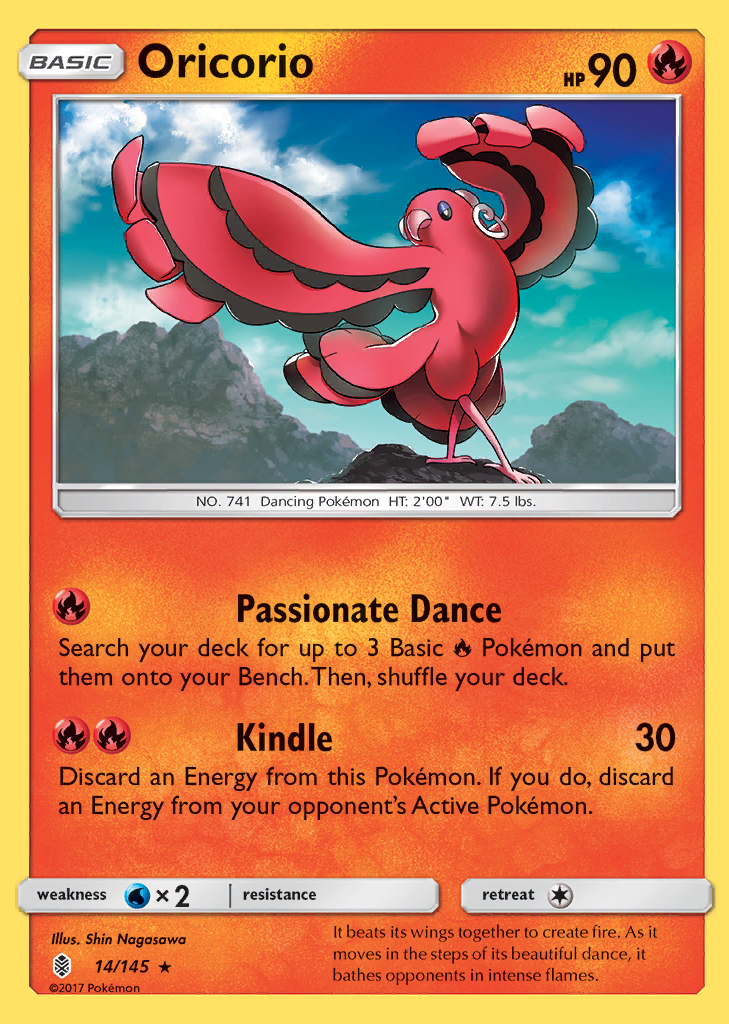 BASIC Oricorio HP 90
NO. 741 Dancing Pokémon HT: 2'00" WT: 7.5 lbs.
Passionate Dance
Search your deck for up to 3 Basic Pokémon and put
them onto your Bench. Then, shuffle your deck.
Kindle 30
Discard an Energy from this Pokémon. If you do, discard
an Energy from your opponent's Active Pokémon.
weakness ×2 resistance retreat
Illus. Shin Nagasawa
14/145 ★
©2017 Pokémon
It beats its wings together to create fire. As it
moves in the steps of its beautiful dance, it
bathes opponents in intense flames.